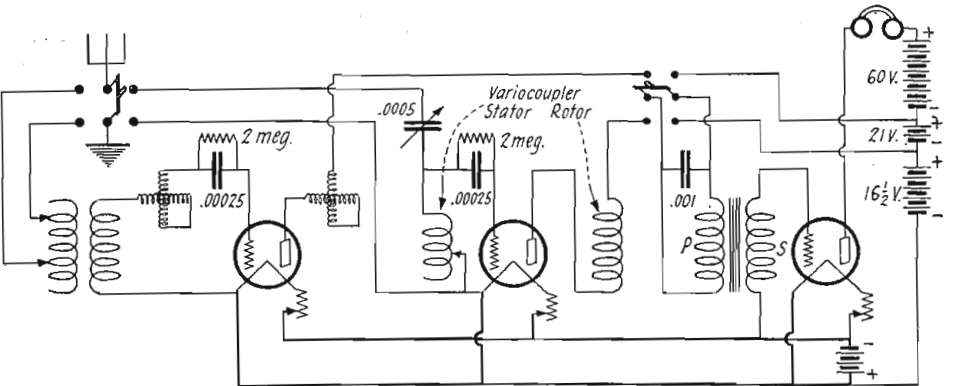 +
60 V.
-
+
21 V.
-
+
16½ V.
-
.0005
Variocoupler
Stator Rotor
2 meg.
.00025
2 meg.
.00025
.001
P
S
-
+